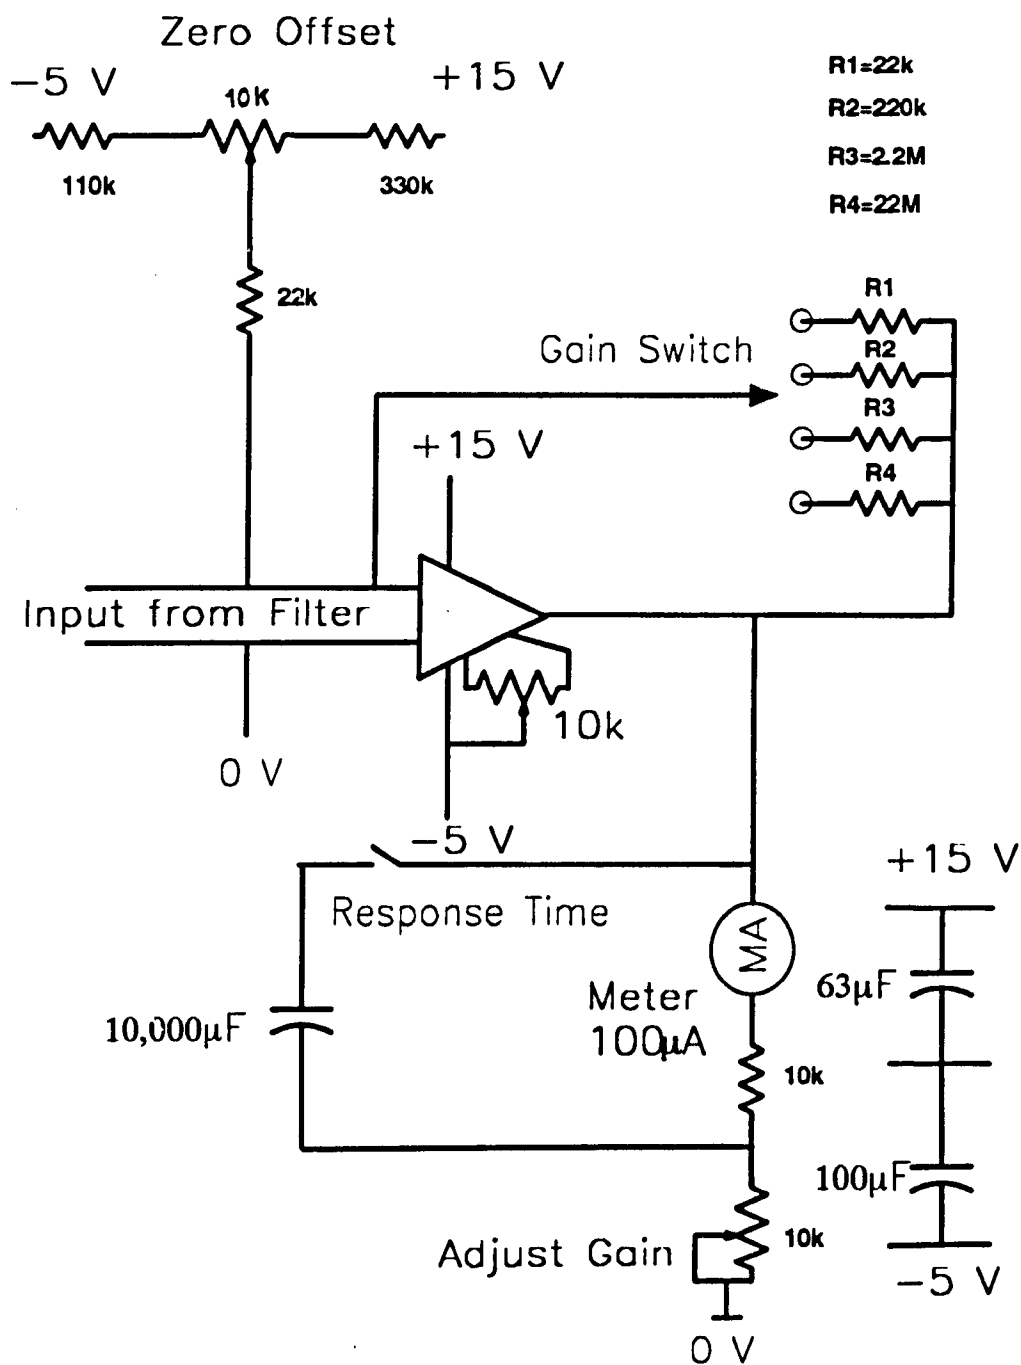 Zero Offset
-5 V
+15 V
10K
110k
330k
22k
R1=22k
R2=220k
R3=2.2M
R4=22M
R1
R2
R3
R4
Gain Switch
+15 V
Input from Filter
10k
0 V
-5 V
Response Time
10,000µF
MA
Meter
100µA
10k
Adjust Gain
10k
0 V
+15 V
63µF
100µF
-5 V